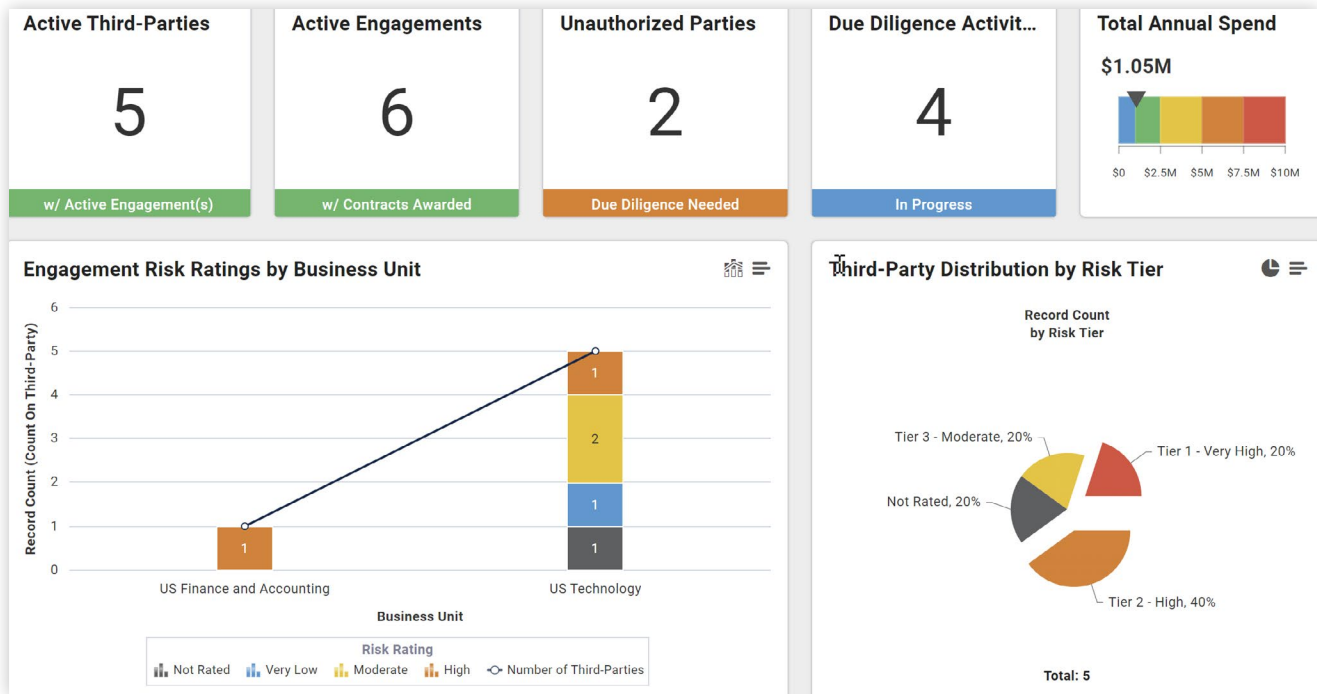 Active Third-Parties
5
w/ Active Engagement(s)
Active Engagements
6
w/ Contracts Awarded
Unauthorized Parties
2
Due Diligence Needed
Due Diligence Activit...
4
In Progress
Total Annual Spend
$1.05M
$0 $2.5M $5M $7.5M $10M
Engagement Risk Ratings by Business Unit
Record Count (Count On Third-Party)
6
5
4
3
2
1
0
1
1
2
1
1
US Finance and Accounting
US Technology
Business Unit
Risk Rating
Not Rated Very Low Moderate High Number of Third-Parties
Third-Party Distribution by Risk Tier
Record Count
by Risk Tier
Tier 3 - Moderate, 20%
Tier 1 - Very High, 20%
Not Rated, 20%
Tier 2 - High, 40%
Total: 5